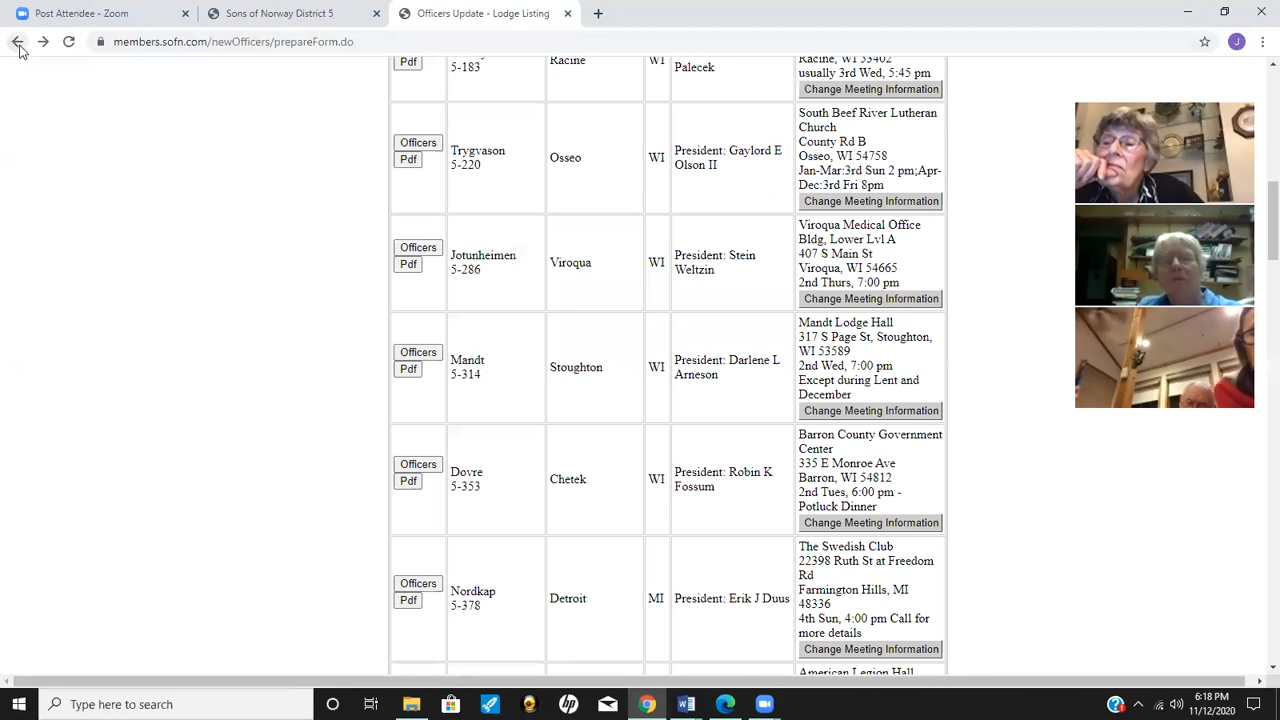 Post Attendee - Zoom
Sons of Norway District 5
Officers Update - Lodge Listing
members.sofn.com/newOfficers/prepareForm.do
J
Pdf
5-183
Racine
WI
Palecek
Racine, WI 53402
usually 3rd Wed, 5:45 pm
Change Meeting Information
Officers
Pdf
Trygvason
5-220
Osseo
WI
President: Gaylord E
Olson II
South Beef River Lutheran
Church
County Rd B
Osseo, WI 54758
Jan-Mar:3rd Sun 2 pm;Apr-
Dec:3rd Fri 8pm
Change Meeting Information
Officers
Pdf
Jotunheimen
5-286
Viroqua
WI
President: Stein
Weltzin
Viroqua Medical Office
Bldg, Lower Lvl A
407 S Main St
Viroqua, WI 54665
2nd Thurs, 7:00 pm
Change Meeting Information
Officers
Pdf
Mandt
5-314
Stoughton
WI
President: Darlene L
Arneson
Mandt Lodge Hall
317 S Page St, Stoughton,
WI 53589
2nd Wed, 7:00 pm
Except during Lent and
December
Change Meeting Information
Officers
Pdf
Dovre
5-353
Chetek
WI
President: Robin K
Fossum
Barron County Government
Center
335 E Monroe Ave
Barron, WI 54812
2nd Tues, 6:00 pm -
Potluck Dinner
Change Meeting Information
Officers
Pdf
Nordkap
5-378
Detroit
MI
President: Erik J Duus
The Swedish Club
22398 Ruth St at Freedom
Rd
Farmington Hills, MI
48336
4th Sun, 4:00 pm Call for
more details
Change Meeting Information
American Legion Hall
Type here to search
6:18 PM
11/12/2020